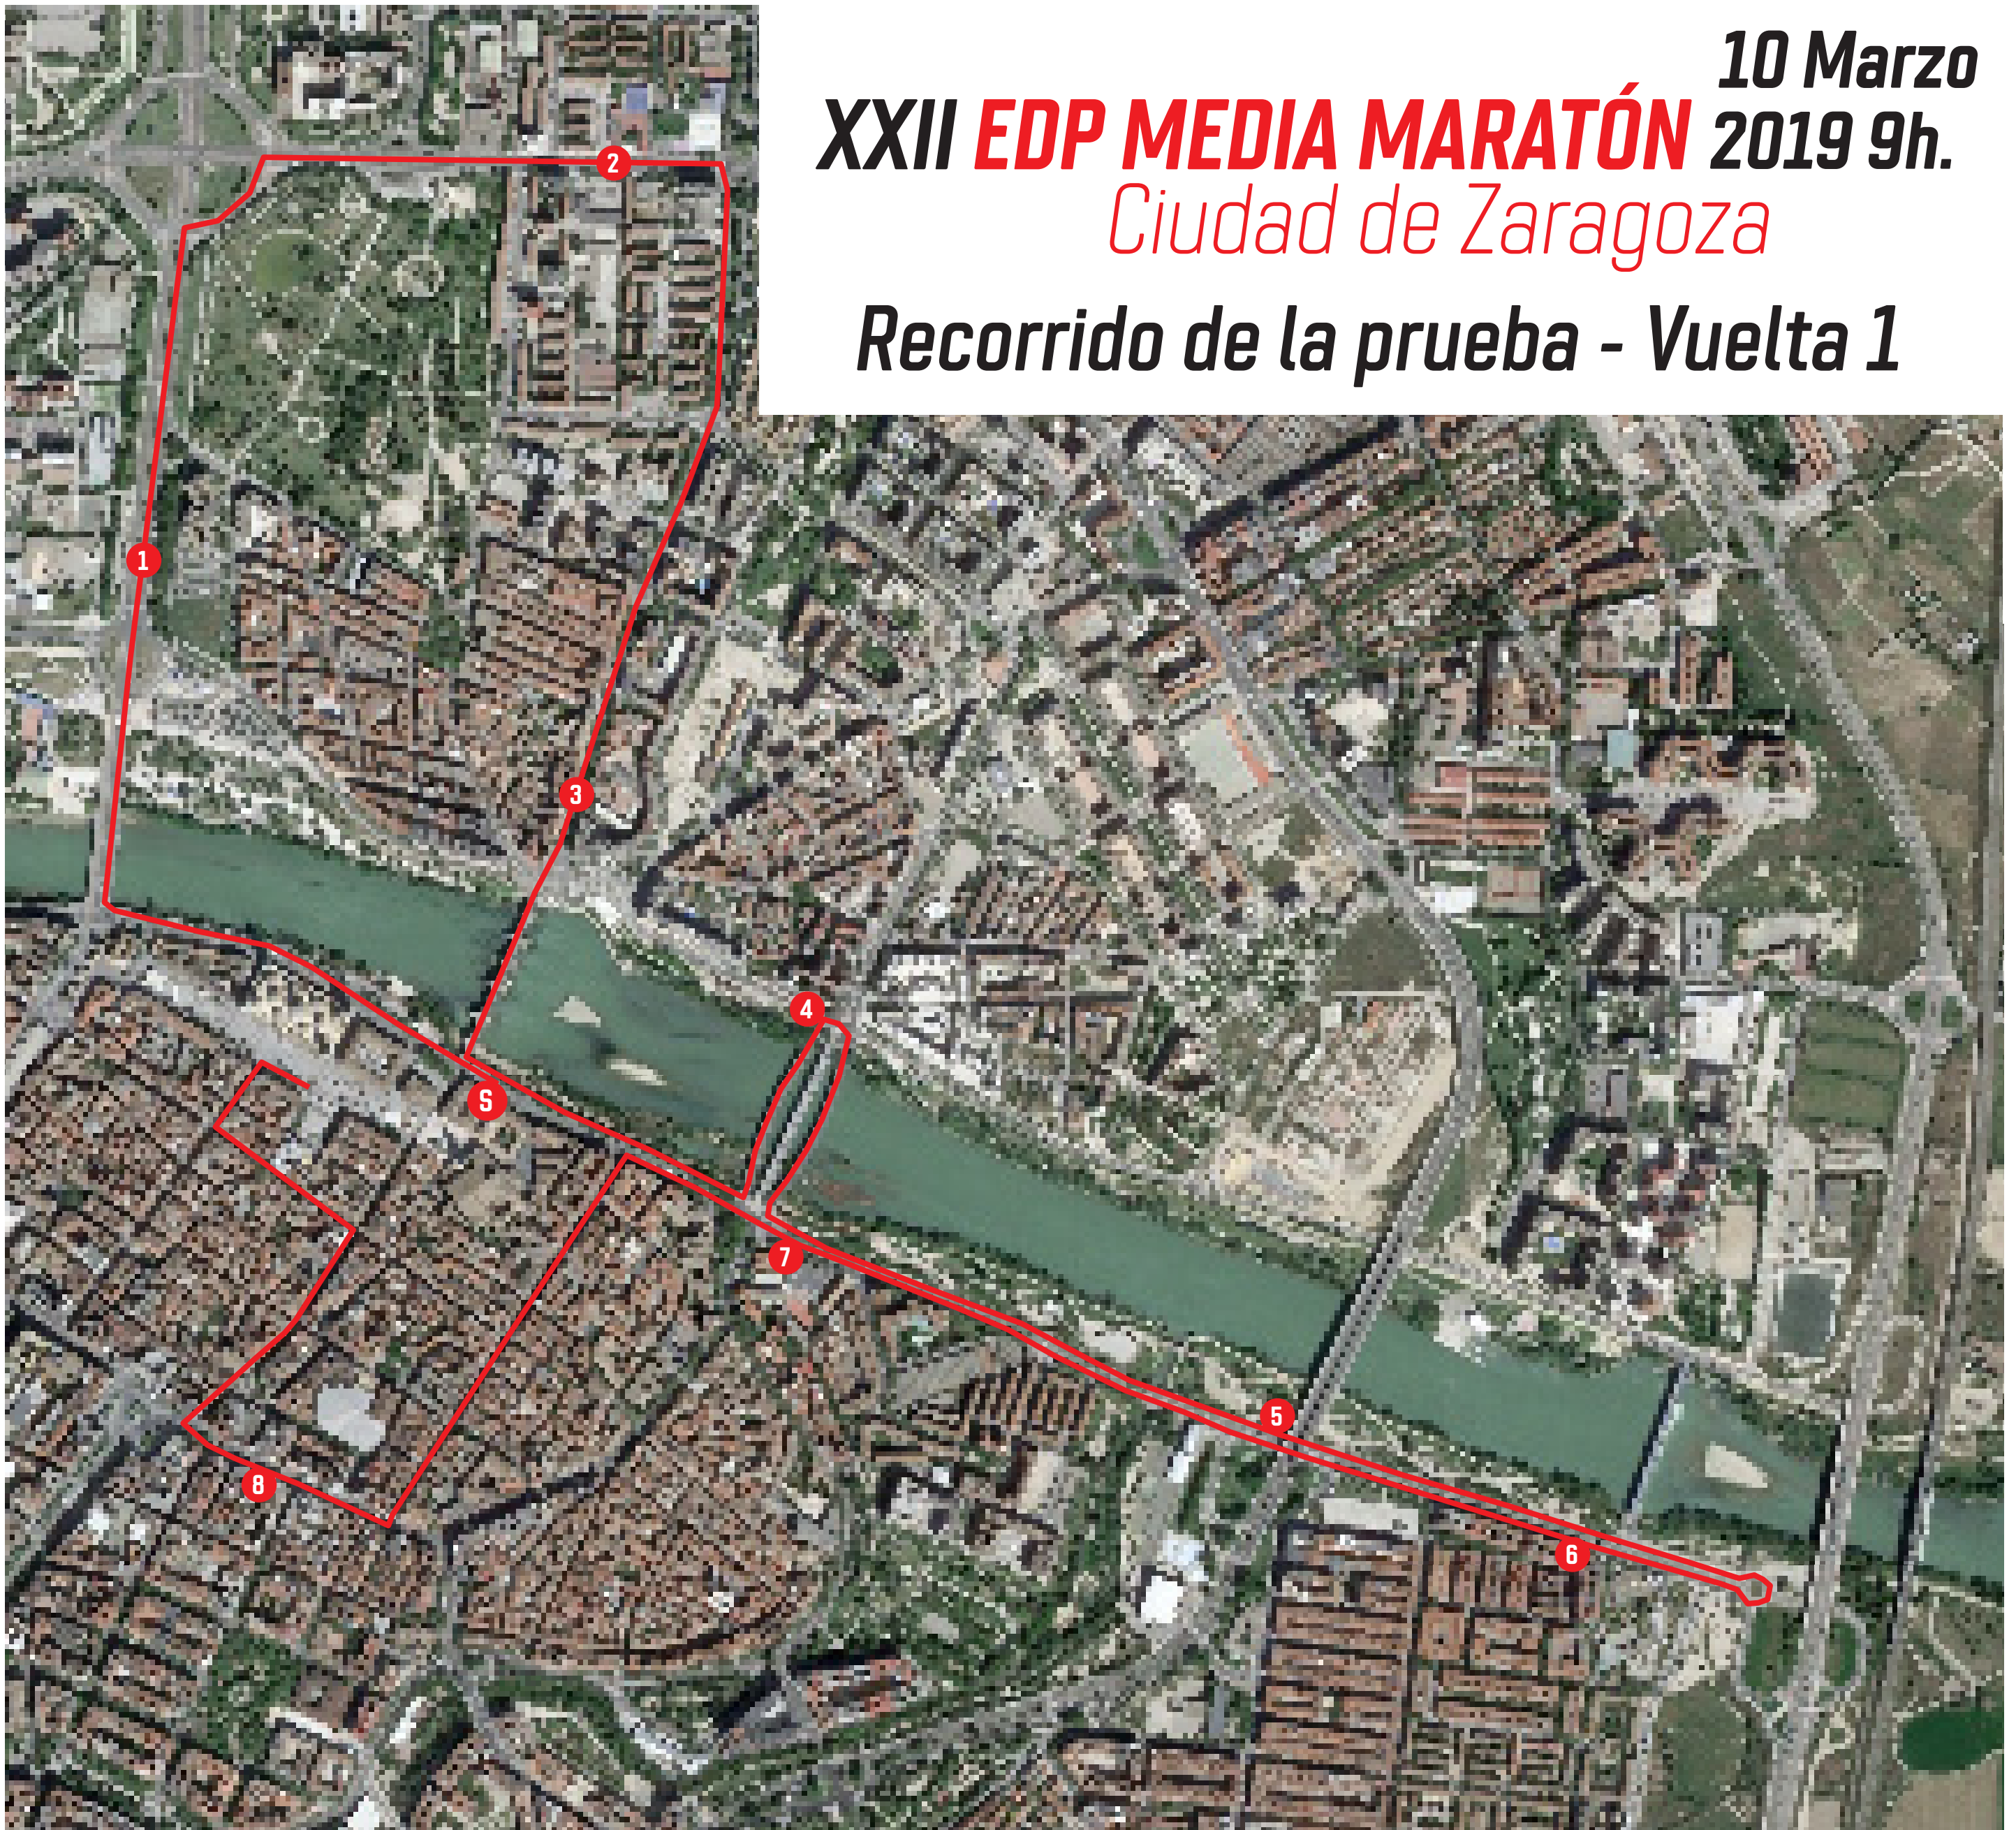 10 Marzo
XXII EDP MEDIA MARATÓN 2019 9h.
Ciudad de Zaragoza
Recorrido de la prueba - Vuelta 1
2
1
3
4
S
7
5
8
6